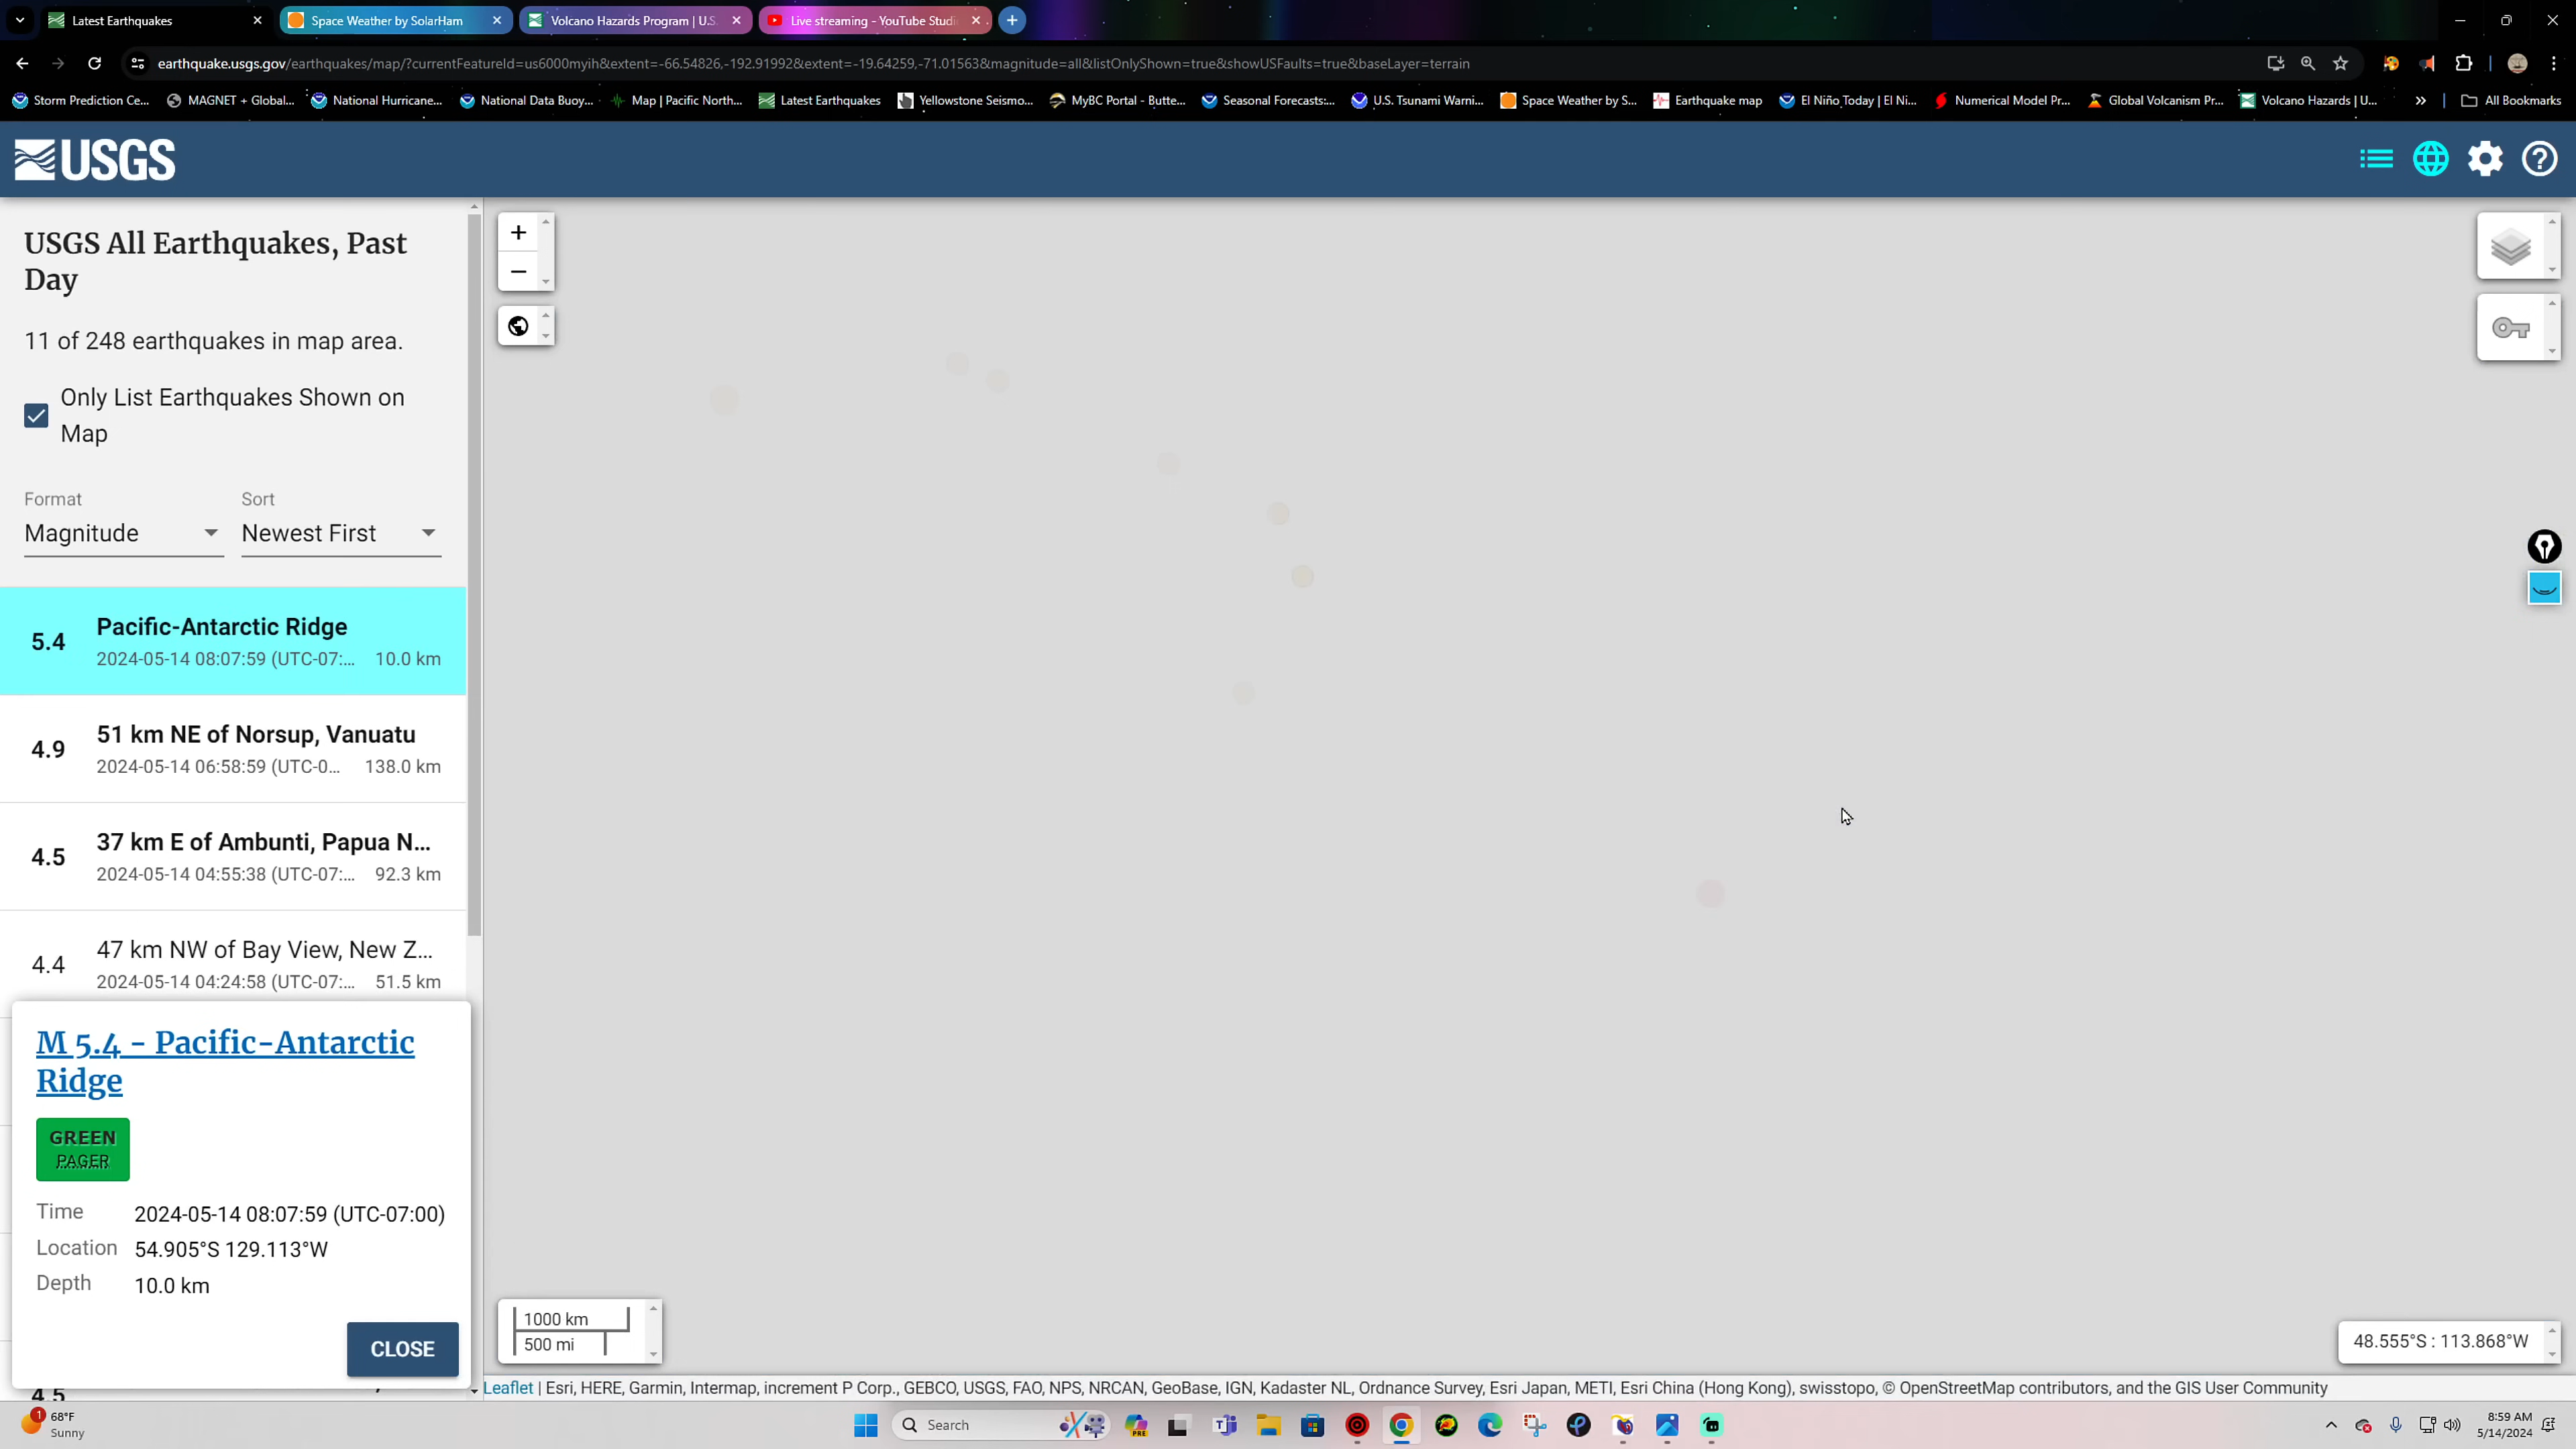 Latest Earthquakes
Space Weather by SolarHam
Volcano Hazards Program | U.S.
Live streaming - YouTube Studi
earthquake.usgs.gov/earthquakes/map/?currentFeatureId=us6000myih&extent=-66.54826,-192.91992&extent=-19.64259,-71.01563&magnitude=all&listOnlyShown=true&showUSFaults=true&baseLayer=terrain
Storm Prediction Ce...
MAGNET + Global...
National Hurricane...
National Data Buoy...
Map | Pacific North...
Latest Earthquakes
Yellowstone Seismo...
MyBC Portal - Butte...
Seasonal Forecasts:...
U.S. Tsunami Warni...
Space Weather by S...
Earthquake map
El Niño Today | El Ni...
Numerical Model Pr...
Global Volcanism Pr...
Volcano Hazards | U...
All Bookmarks
USGS
USGS All Earthquakes, Past
Day
11 of 248 earthquakes in map area.
Only List Earthquakes Shown on
Map
Format
Sort
Magnitude
Newest First
5.4
Pacific-Antarctic Ridge
2024-05-14 08:07:59 (UTC-07:... 10.0 km
4.9
51 km NE of Norsup, Vanuatu
2024-05-14 06:58:59 (UTC-0... 138.0 km
4.5
37 km E of Ambunti, Papua N...
2024-05-14 04:55:38 (UTC-07:... 92.3 km
4.4
47 km NW of Bay View, New Z...
2024-05-14 04:24:58 (UTC-07:... 51.5 km
M 5.4 - Pacific-Antarctic
Ridge
GREEN
PAGER
Time 2024-05-14 08:07:59 (UTC-07:00)
Location 54.905°S 129.113°W
Depth 10.0 km
CLOSE
4.5
1000 km
500 mi
48.555°S : 113.868°W
Leaflet | Esri, HERE, Garmin, Intermap, increment P Corp., GEBCO, USGS, FAO, NPS, NRCAN, GeoBase, IGN, Kadaster NL, Ordnance Survey, Esri Japan, METI, Esri China (Hong Kong), swisstopo, © OpenStreetMap contributors, and the GIS User Community
1
68°F
Sunny
Search
PRE
8:59 AM
5/14/2024